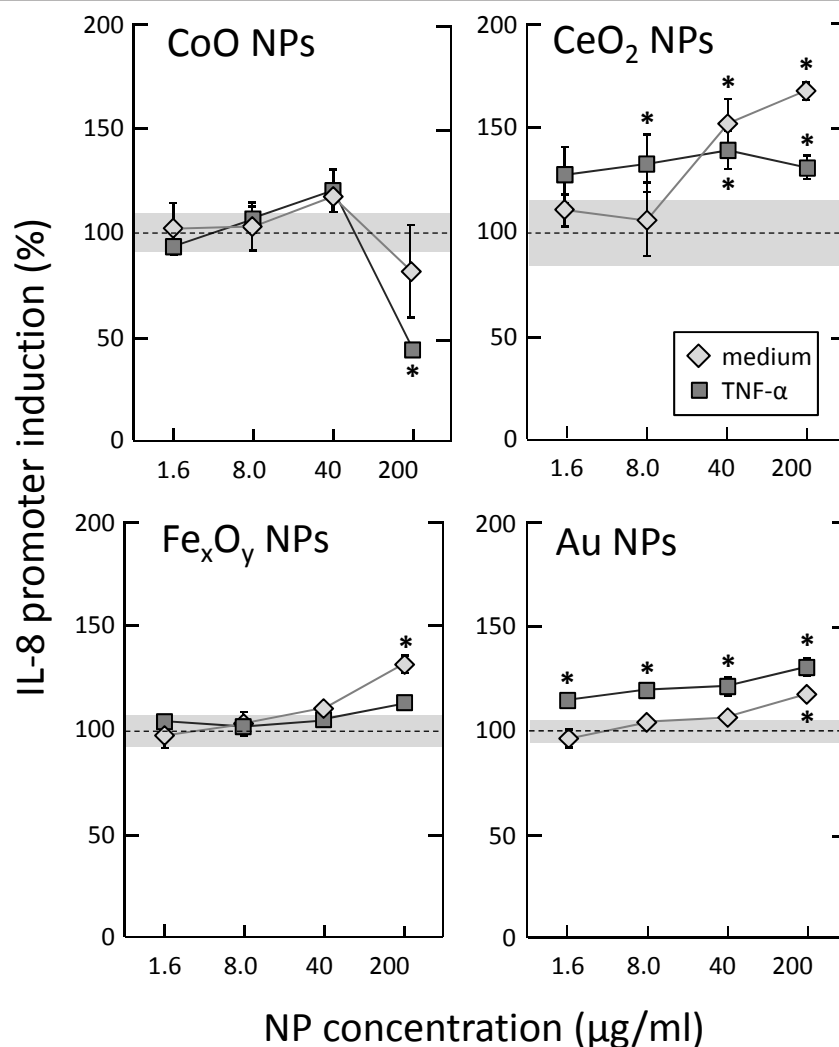 IL-8 promoter induction (%)
CoO NPs
200
150
100
50
0
1.6 8.0 40 200
*
CeO₂ NPs
200
150
100
50
0
1.6 8.0 40 200
* * *
* *
medium
TNF-α
FeₓOᵧ NPs
200
150
100
50
0
1.6 8.0 40 200
*
Au NPs
200
150
100
50
0
1.6 8.0 40 200
* * * *
*
NP concentration (μg/ml)